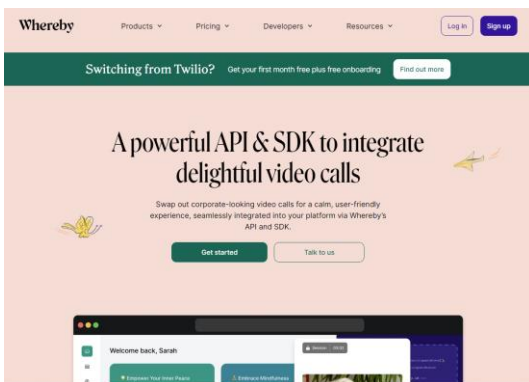 Whereby
Products
Pricing
Developers
Resources
Log in
Sign up
Switching from Twilio? Get your first month free plus free onboarding Find out more
A powerful API & SDK to integrate
delightful video calls
Swap out corporate-looking video calls for a calm, user-friendly
experience, seamlessly integrated into your platform via Whereby's
API and SDK.
Get started
Talk to us
Welcome back, Sarah
Empower Your Inner Peace
Embrace Mindfulness